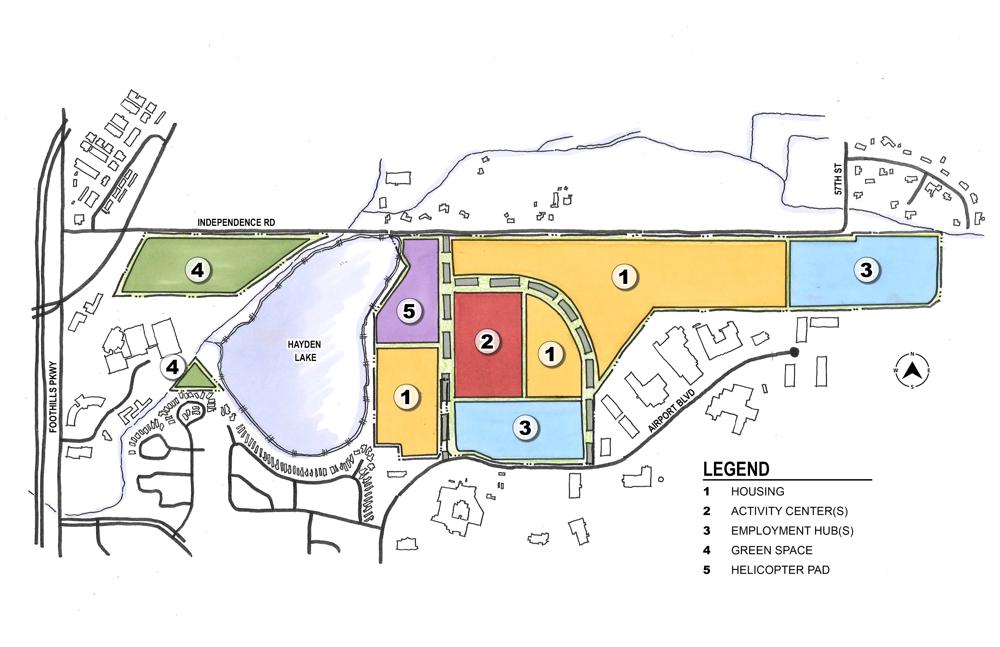 57TH ST
INDEPENDENCE RD
4
1
3
5
HAYDEN
LAKE
2
1
4
N
W
E
S
FOOTHILLS PKWY
1
AIRPORT BLVD
3
LEGEND
1 HOUSING
2 ACTIVITY CENTER(S)
3 EMPLOYMENT HUB(S)
4 GREEN SPACE
5 HELICOPTER PAD